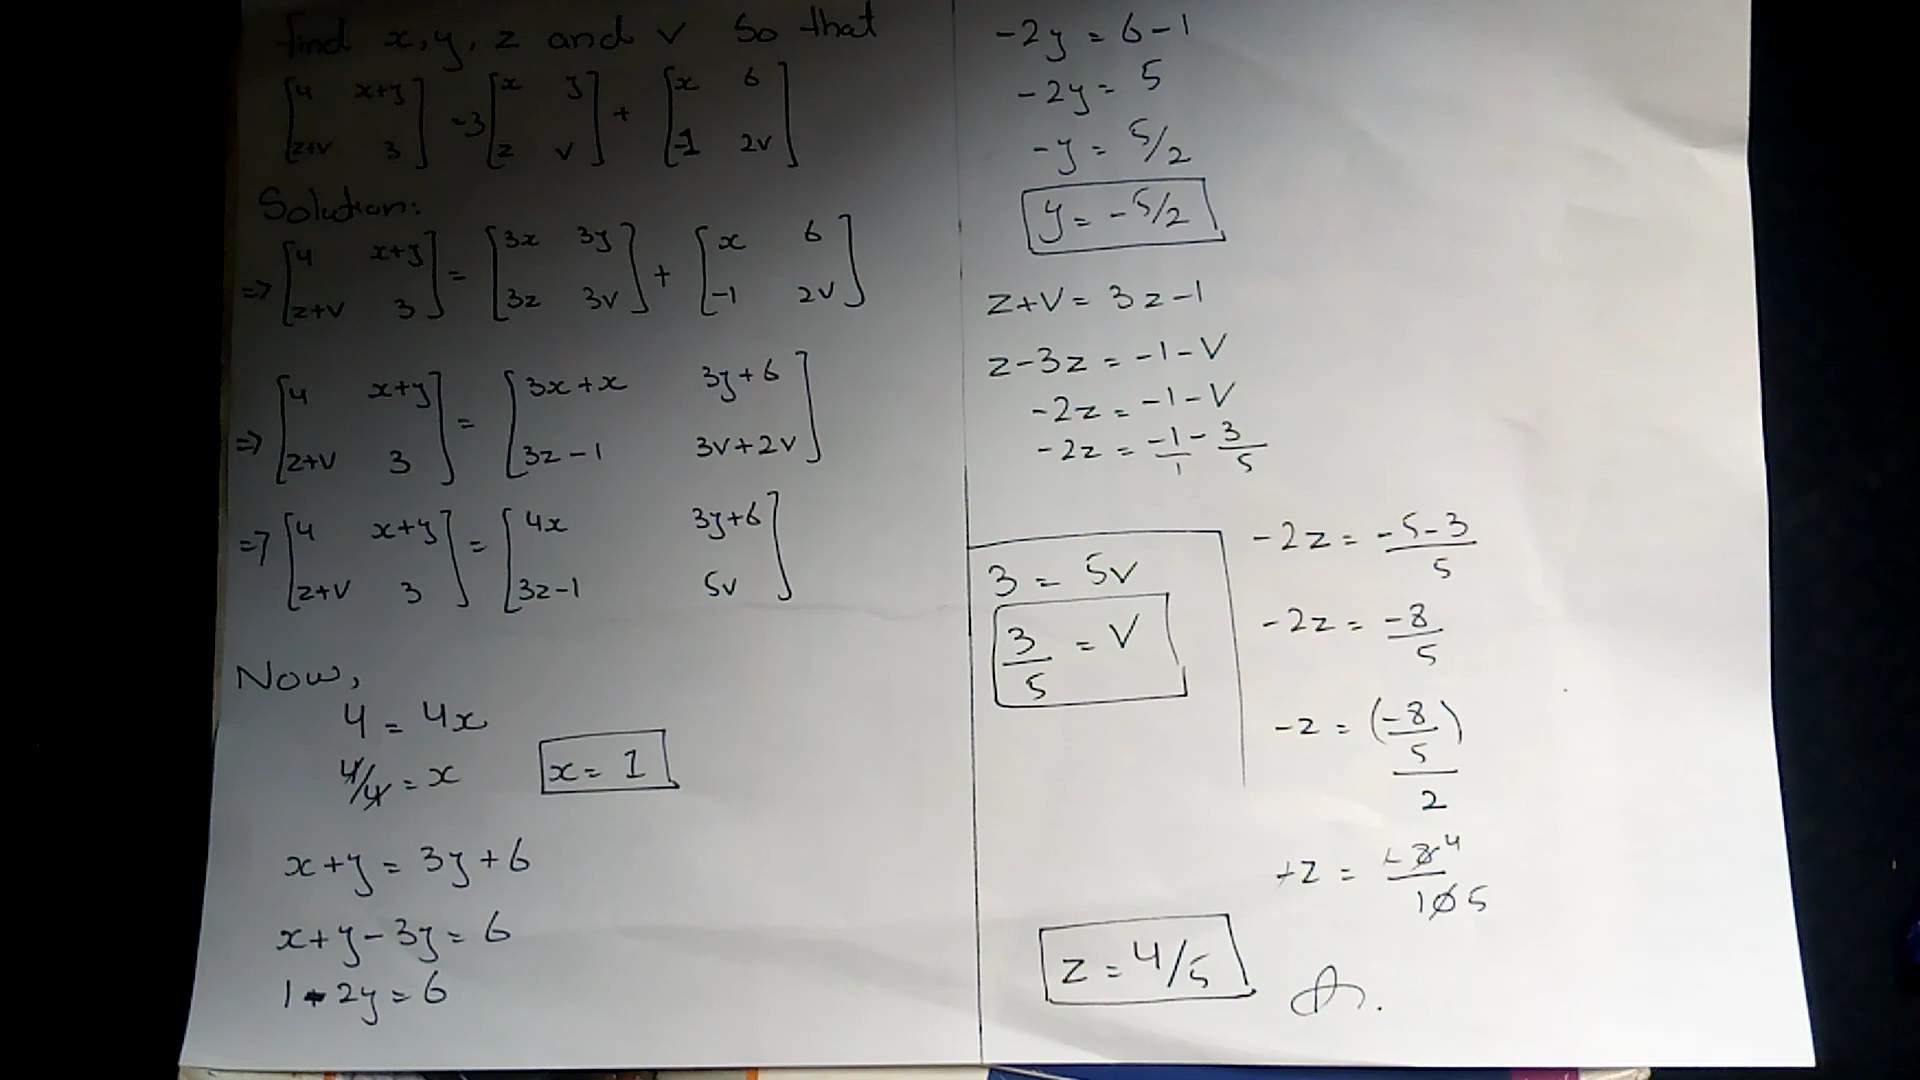 find x, y, z and v so that
[4 x+y
z+v 3] = 3 [x y
z v] + [x 6
-1 2v]
Solution:
=> [4 x+y
z+v 3] = [3x 3y
3z 3v] + [x 6
-1 2v]
=> [4 x+y
z+v 3] = [3x+x 3y+6
3z-1 3v+2v]
=> [4 x+y
z+v 3] = [4x 3y+6
3z-1 5v]
Now,
4 = 4x
4/4 = x
x = 1
x+y = 3y+6
x+y-3y = 6
1-2y = 6
-2y = 6-1
-2y = 5
-y = 5/2
y = -5/2
z+v = 3z-1
z-3z = -1-v
-2z = -1-v
-2z = -1/1 - 3/5
3 = 5v
3/5 = v
-2z = -5-3/5
-2z = -8/5
-z = (-8/5)/2
+z = -8 4/10 5
z = 4/5